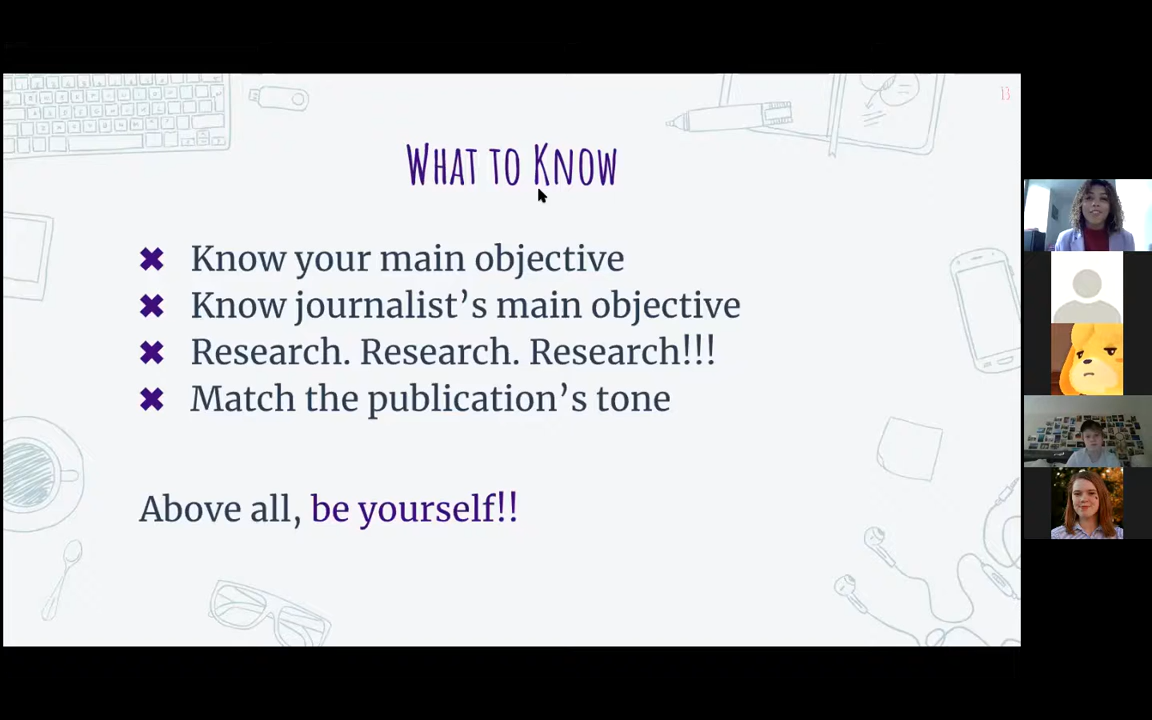 13
What to Know
✖ Know your main objective
✖ Know journalist’s main objective
✖ Research. Research. Research!!!
✖ Match the publication’s tone
Above all, be yourself!!